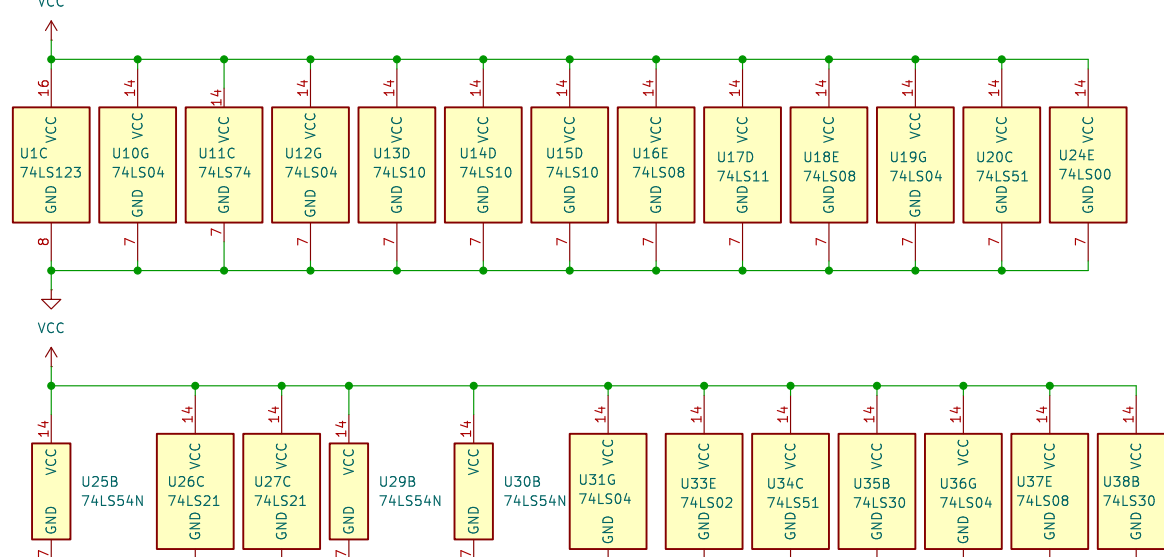 VCC
16 14 14 14 14 14 14 14 14 14 14 14 14
VCC VCC VCC VCC VCC VCC VCC VCC VCC VCC VCC VCC VCC
U1C U10G U11C U12G U13D U14D U15D U16E U17D U18E U19G U20C U24E
74LS123 74LS04 74LS74 74LS04 74LS10 74LS10 74LS10 74LS08 74LS11 74LS08 74LS04 74LS51 74LS00
GND GND GND GND GND GND GND GND GND GND GND GND GND
8 7 7 7 7 7 7 7 7 7 7 7 7
VCC
14 14 14 14 14 14 14 14 14 14 14 14
VCC VCC VCC VCC VCC VCC VCC VCC VCC VCC VCC VCC
U25B U26C U27C U29B U30B U31G U33E U34C U35B U36G U37E U38B
74LS54N 74LS21 74LS21 74LS54N 74LS54N 74LS04 74LS02 74LS51 74LS30 74LS04 74LS08 74LS30
GND GND GND GND GND GND GND GND GND GND GND GND
7 7 7